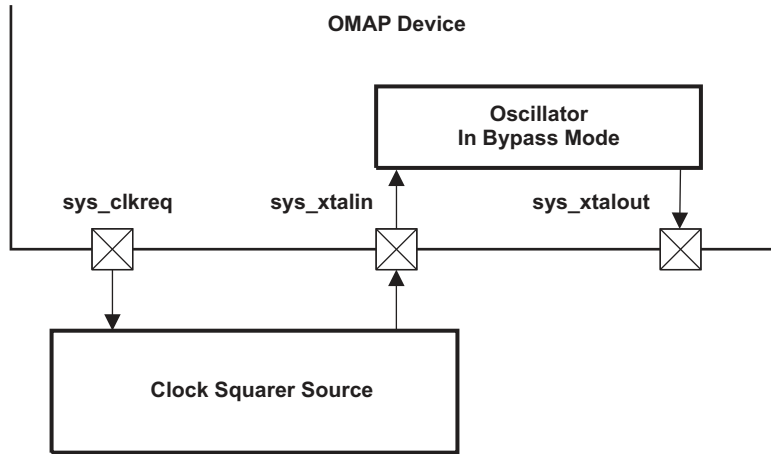 OMAP Device
Oscillator
In Bypass Mode
sys_clkreq
sys_xtalin
sys_xtalout
Clock Squarer Source